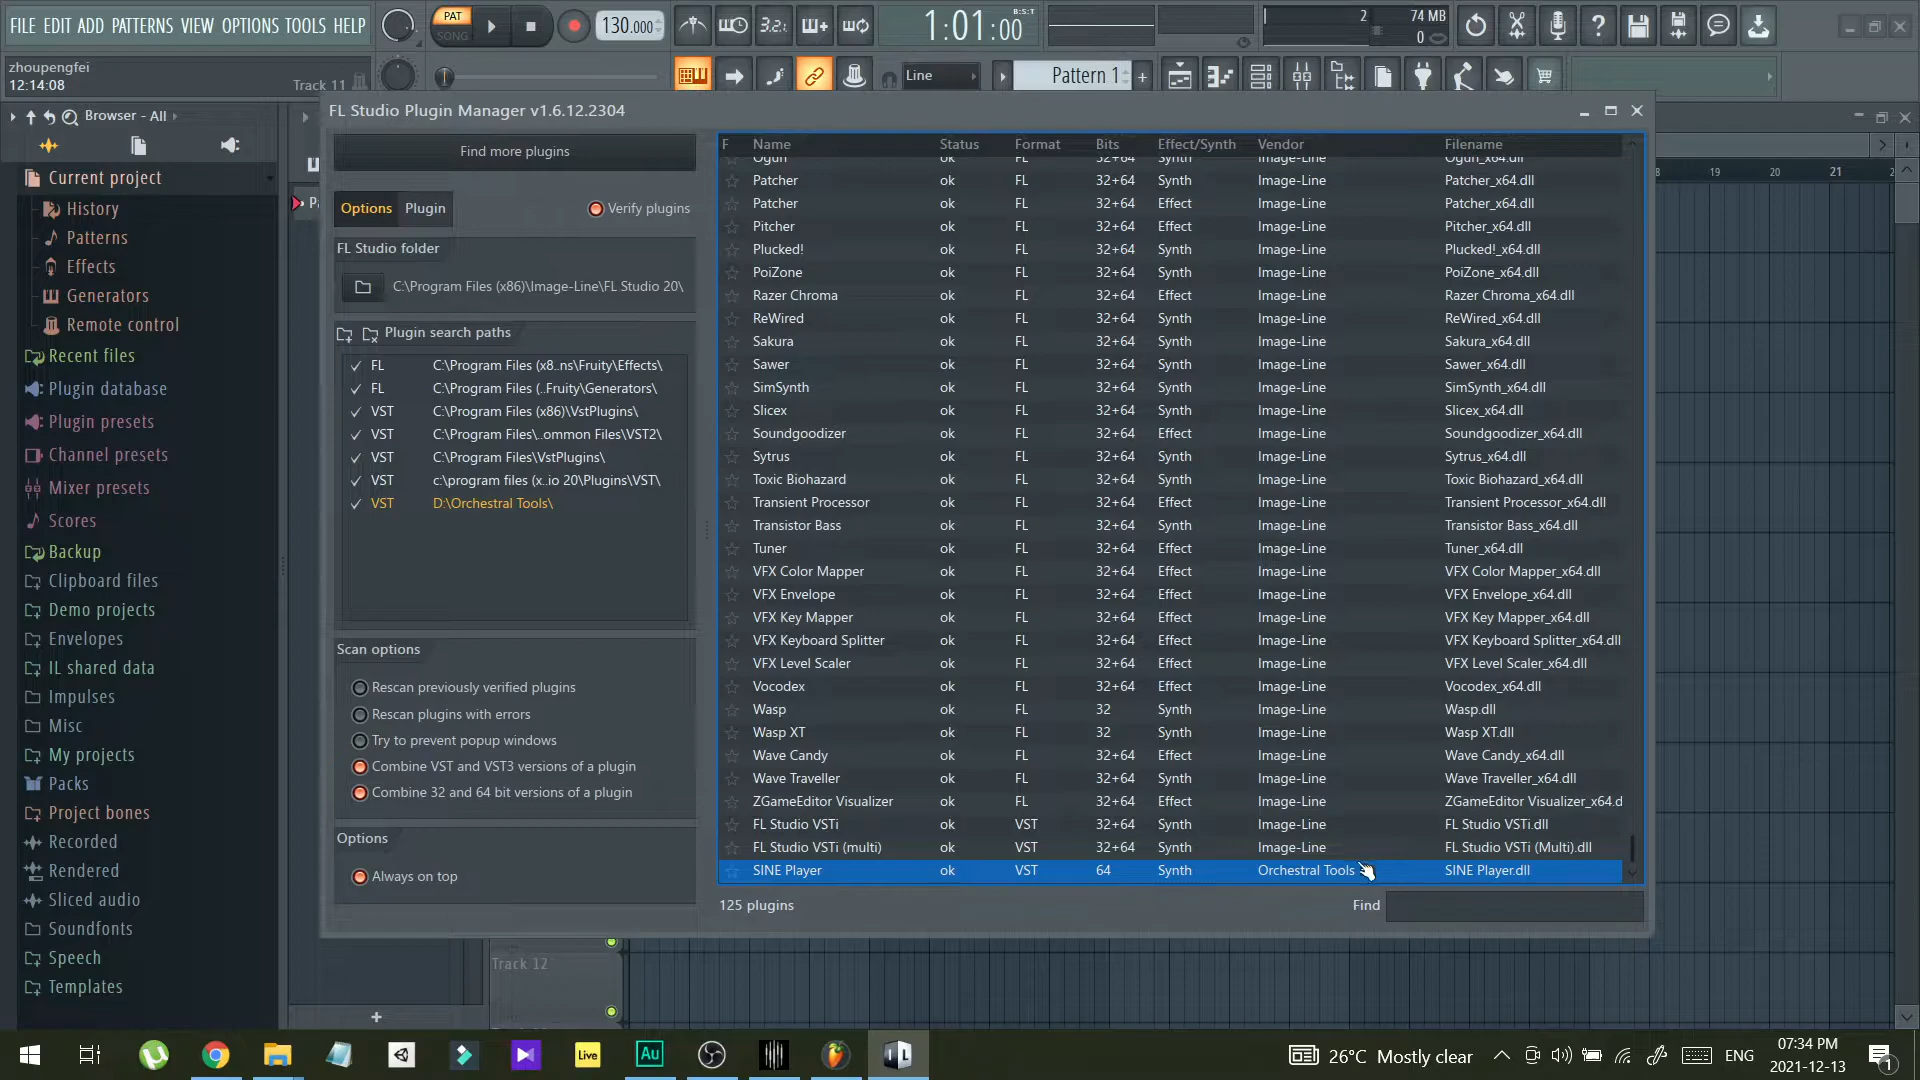 FILE EDIT ADD PATTERNS VIEW OPTIONS TOOLS HELP
PAT
SONG
130.000
3.2.
1:01:00
B:S:T
2
74 MB
0
zhoupengfei
12:14:08
Track 11
Line
Pattern 1
Browser - All
FL Studio Plugin Manager v1.6.12.2304
Current project
History
Patterns
Effects
Generators
Remote control
Recent files
Plugin database
Plugin presets
Channel presets
Mixer presets
Scores
Backup
Clipboard files
Demo projects
Envelopes
IL shared data
Impulses
Misc
My projects
Packs
Project bones
Recorded
Rendered
Sliced audio
Soundfonts
Speech
Templates
Find more plugins
Options Plugin Verify plugins
FL Studio folder
C:\Program Files (x86)\Image-Line\FL Studio 20\
Plugin search paths
FL C:\Program Files (x8..ns\Fruity\Effects\
FL C:\Program Files (..Fruity\Generators\
VST C:\Program Files (x86)\VstPlugins\
VST C:\Program Files\..ommon Files\VST2\
VST C:\Program Files\VstPlugins\
VST c:\program files (x..io 20\Plugins\VST\
VST D:\Orchestral Tools\
Scan options
Rescan previously verified plugins
Rescan plugins with errors
Try to prevent popup windows
Combine VST and VST3 versions of a plugin
Combine 32 and 64 bit versions of a plugin
Options
Always on top
F Name Status Format Bits Effect/Synth Vendor Filename
Ogun ok FL 32+64 Synth Image-Line Ogun_x64.dll
Patcher ok FL 32+64 Synth Image-Line Patcher_x64.dll
Patcher ok FL 32+64 Effect Image-Line Patcher_x64.dll
Pitcher ok FL 32+64 Effect Image-Line Pitcher_x64.dll
Plucked! ok FL 32+64 Synth Image-Line Plucked!_x64.dll
PoiZone ok FL 32+64 Synth Image-Line PoiZone_x64.dll
Razer Chroma ok FL 32+64 Effect Image-Line Razer Chroma_x64.dll
ReWired ok FL 32+64 Synth Image-Line ReWired_x64.dll
Sakura ok FL 32+64 Synth Image-Line Sakura_x64.dll
Sawer ok FL 32+64 Synth Image-Line Sawer_x64.dll
SimSynth ok FL 32+64 Synth Image-Line SimSynth_x64.dll
Slicex ok FL 32+64 Synth Image-Line Slicex_x64.dll
Soundgoodizer ok FL 32+64 Effect Image-Line Soundgoodizer_x64.dll
Sytrus ok FL 32+64 Synth Image-Line Sytrus_x64.dll
Toxic Biohazard ok FL 32+64 Synth Image-Line Toxic Biohazard_x64.dll
Transient Processor ok FL 32+64 Effect Image-Line Transient Processor_x64.dll
Transistor Bass ok FL 32+64 Synth Image-Line Transistor Bass_x64.dll
Tuner ok FL 32+64 Effect Image-Line Tuner_x64.dll
VFX Color Mapper ok FL 32+64 Effect Image-Line VFX Color Mapper_x64.dll
VFX Envelope ok FL 32+64 Effect Image-Line VFX Envelope_x64.dll
VFX Key Mapper ok FL 32+64 Effect Image-Line VFX Key Mapper_x64.dll
VFX Keyboard Splitter ok FL 32+64 Effect Image-Line VFX Keyboard Splitter_x64.dll
VFX Level Scaler ok FL 32+64 Effect Image-Line VFX Level Scaler_x64.dll
Vocodex ok FL 32+64 Effect Image-Line Vocodex_x64.dll
Wasp ok FL 32 Synth Image-Line Wasp.dll
Wasp XT ok FL 32 Synth Image-Line Wasp XT.dll
Wave Candy ok FL 32+64 Effect Image-Line Wave Candy_x64.dll
Wave Traveller ok FL 32+64 Synth Image-Line Wave Traveller_x64.dll
ZGameEditor Visualizer ok FL 32+64 Effect Image-Line ZGameEditor Visualizer_x64.d
FL Studio VSTi ok VST 32+64 Synth Image-Line FL Studio VSTi.dll
FL Studio VSTi (multi) ok VST 32+64 Synth Image-Line FL Studio VSTi (Multi).dll
SINE Player ok VST 64 Synth Orchestral Tools SINE Player.dll
125 plugins Find
19 20 21
Track 12
Live
Au
26°C Mostly clear
ENG
07:34 PM
2021-12-13
1